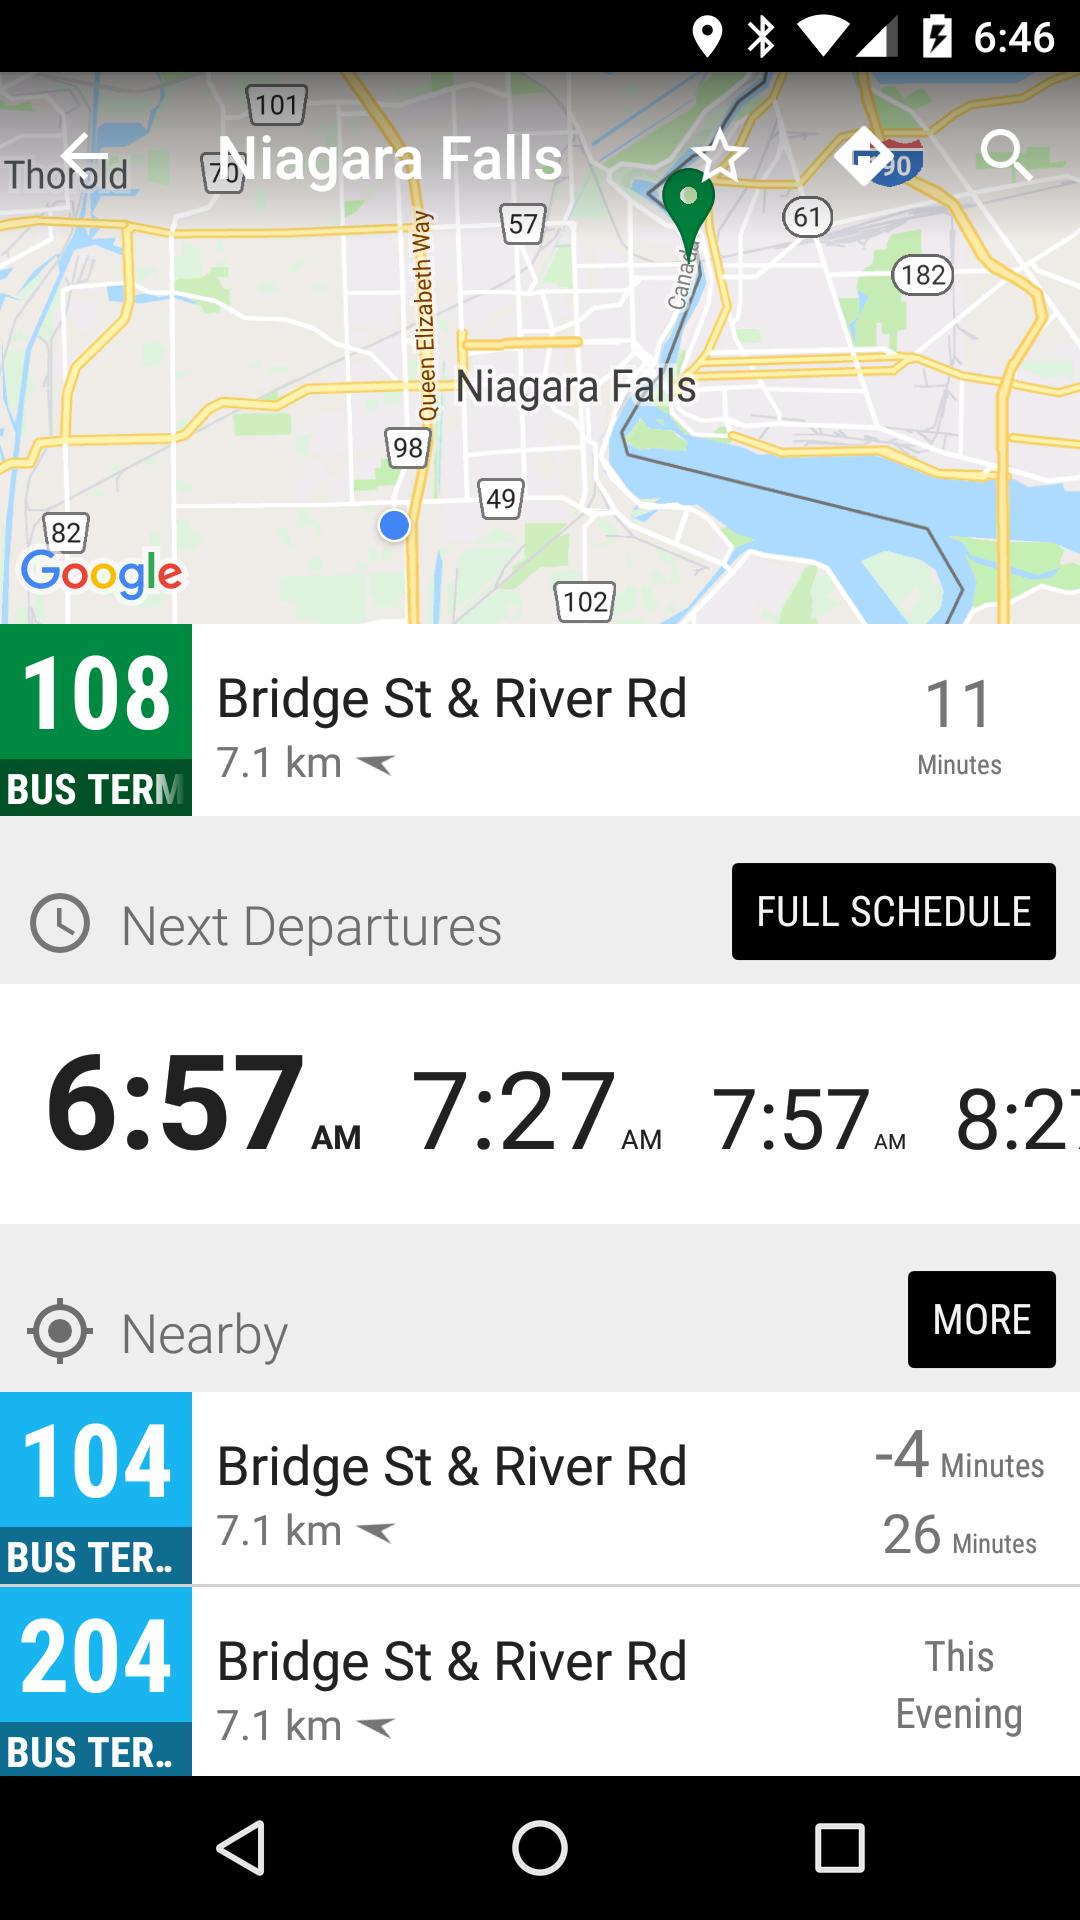 6:46
Niagara Falls
101
Thorold
70
90
57
61
182
Canada
Queen Elizabeth Way
Niagara Falls
98
49
82
Google
102
108
BUS TERM
Bridge St & River Rd
7.1 km
11
Minutes
Next Departures
FULL SCHEDULE
6:57 AM
7:27 AM
7:57 AM
8:27
Nearby
MORE
104
BUS TER..
Bridge St & River Rd
7.1 km
-4 Minutes
26 Minutes
204
BUS TER..
Bridge St & River Rd
7.1 km
This
Evening